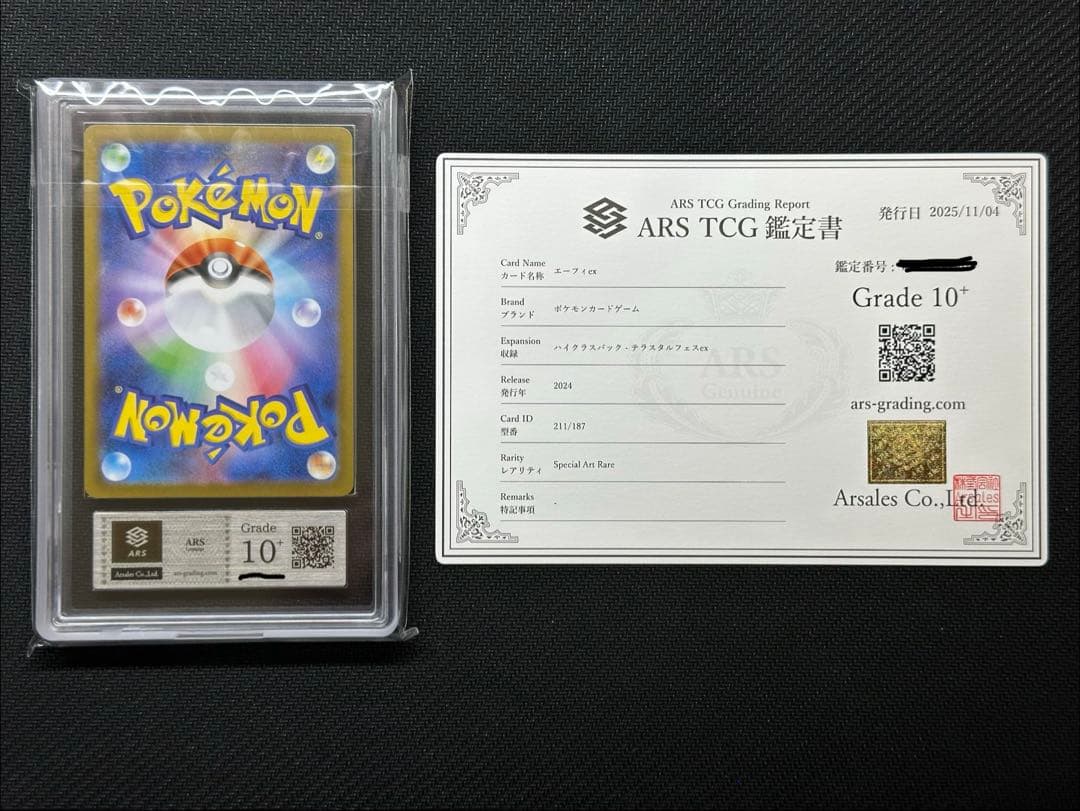 POKéMON
®
POKéMON
®
ARS
Arsales Co.,Ltd.
ARS
Genuine
ars-grading.com
Grade
10+
ARS TCG Grading Report
ARS TCG 鑑定書
発行日 2025/11/04
鑑定番号:
Grade 10+
ars-grading.com
Arsales Co.,Ltd.
Card Name
カード名称 エーフィex
Brand
ブランド ポケモンカードゲーム
Expansion
収録 ハイクラスパック - テラスタルフェスex
Release
発行年 2024
Card ID
型番 211/187
Rarity
レアリティ Special Art Rare
Remarks
特記事項 -
ARS
Genuine
Arsales